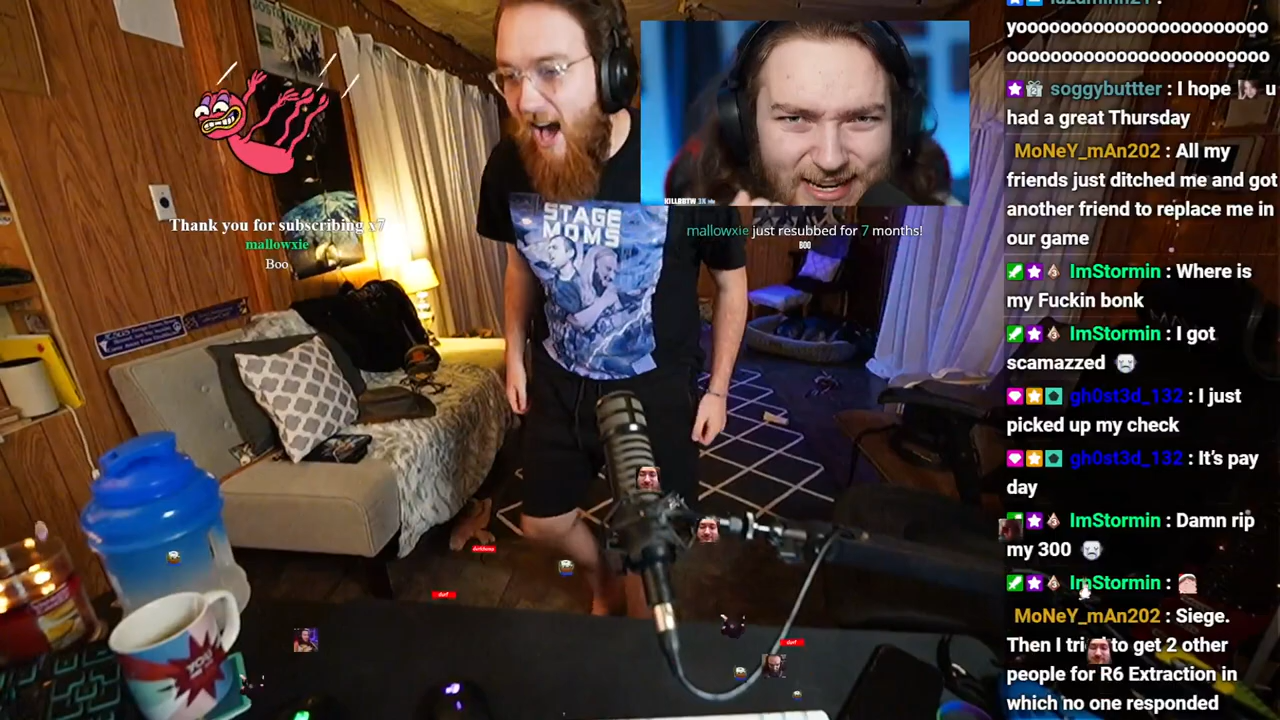 yooooooooooooooooooooooo
oooooooooooooooooooooooo
soggybuttter : I hope u
had a great Thursday
MoNeY_mAn202 : All my
friends just ditched me and got
another friend to replace me in
our game
ImStormin : Where is
my Fuckin bonk
ImStormin : I got
scamazzed
gh0st3d_132 : I just
picked up my check
gh0st3d_132 : It's pay
day
ImStormin : Damn rip
my 300
ImStormin :
MoNeY_mAn202 : Siege.
Then I tried to get 2 other
people for R6 Extraction in
which no one responded
Thank you for subscribing x7
mallowxie
Boo
mallowxie just resubbed for 7 months!
BOO
STAGE
MOMS
YOU